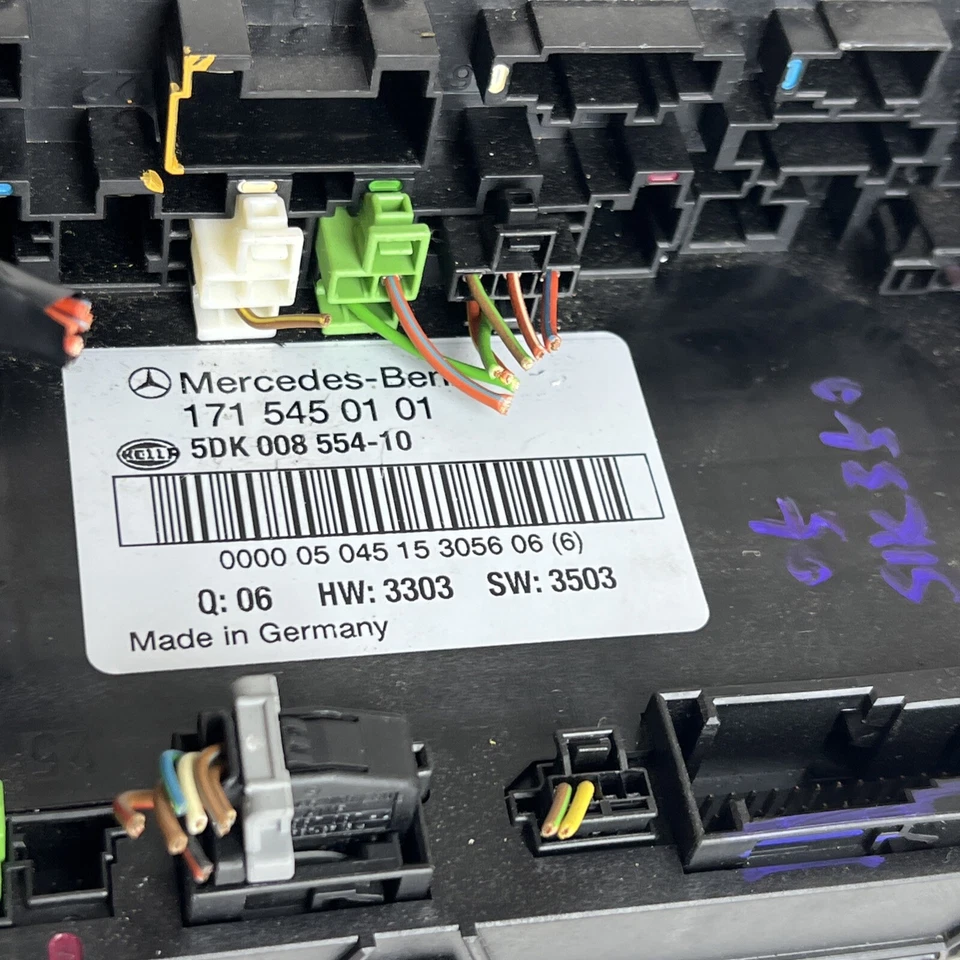 Mercedes-Ben
171 545 01 01
HELLA 5DK 008 554-10
0000 05 045 15 3056 06 (6)
Q: 06 HW: 3303 SW: 3503
Made in Germany